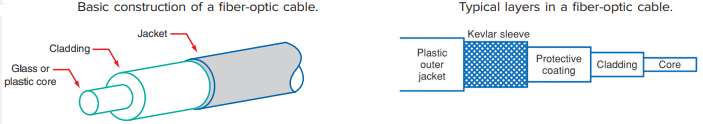 Basic construction of a fiber-optic cable.
Jacket
Cladding
Glass or
plastic core
Typical layers in a fiber-optic cable.
Kevlar sleeve
Plastic
outer
jacket
Protective
coating
Cladding
Core